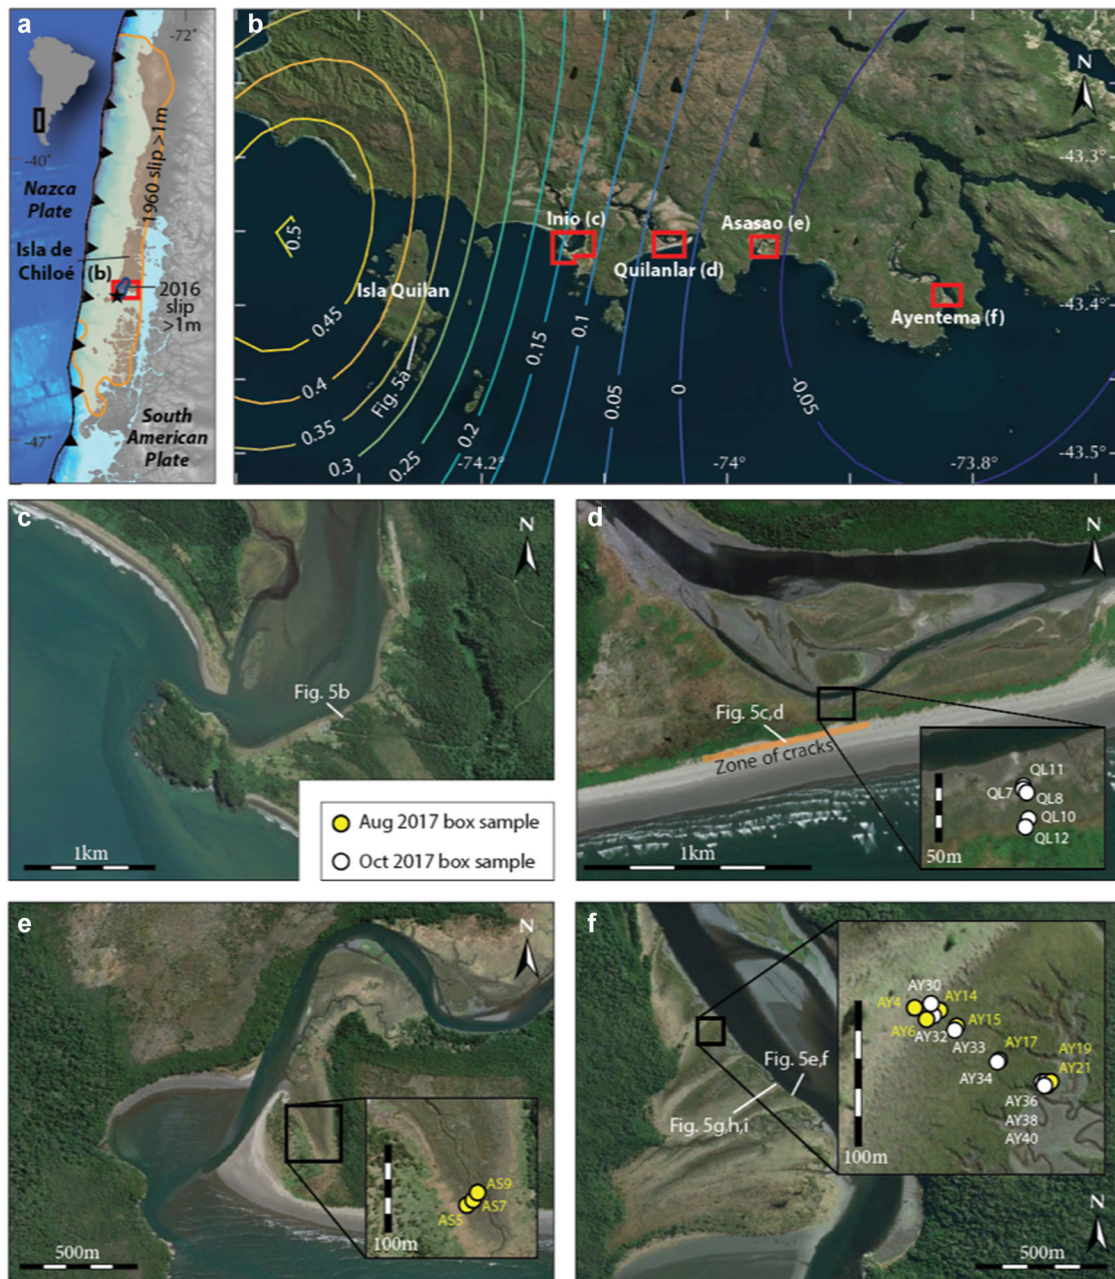 a
-72°
-40°
Nazca
Plate
1960 slip >1m
Isla de
Chiloé (b)
2016
slip
>1m
South
American
Plate
-47°
b
N
-43.3°
Inio (c)
Asasao (e)
0.5
Isla Quilan
Quilanlar (d)
-43.4°
Ayentema (f)
0.45
0.4
0.35
0.3
0.25
0.2
0.15
0.1
0.05
0
-0.05
Fig. 5a
-74.2°
-74°
-73.8°
-43.5°
c
N
Fig. 5b
1km
Aug 2017 box sample
Oct 2017 box sample
d
N
Fig. 5c,d
Zone of cracks
1km
QL11
QL7
QL8
QL10
QL12
50m
e
N
500m
AS9
AS7
AS5
100m
f
AY30
AY4
AY14
AY6
AY32
AY15
AY33
AY17
AY19
AY34
AY21
AY36
AY38
AY40
100m
Fig. 5e,f
Fig. 5g,h,i
N
500m